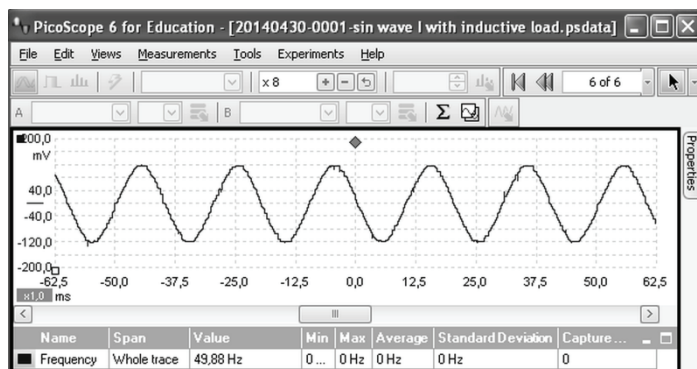 PicoScope 6 for Education - [20140430-0001-sin wave I with inductive load.psdata]
File Edit Views Measurements Tools Experiments Help
x 8 6 of 6
A B Σ
200,0
mV
40,0
-40,0
-120,0
-200,0
-62,5 -50,0 -37,5 -25,0 -12,5 0,0 12,5 25,0 37,5 50,0 62,5
x1,0 ms
Properties
Name Span Value Min Max Average Standard Deviation Capture ...
Frequency Whole trace 49,88 Hz 0 ... 0 Hz 0 Hz 0 Hz 0